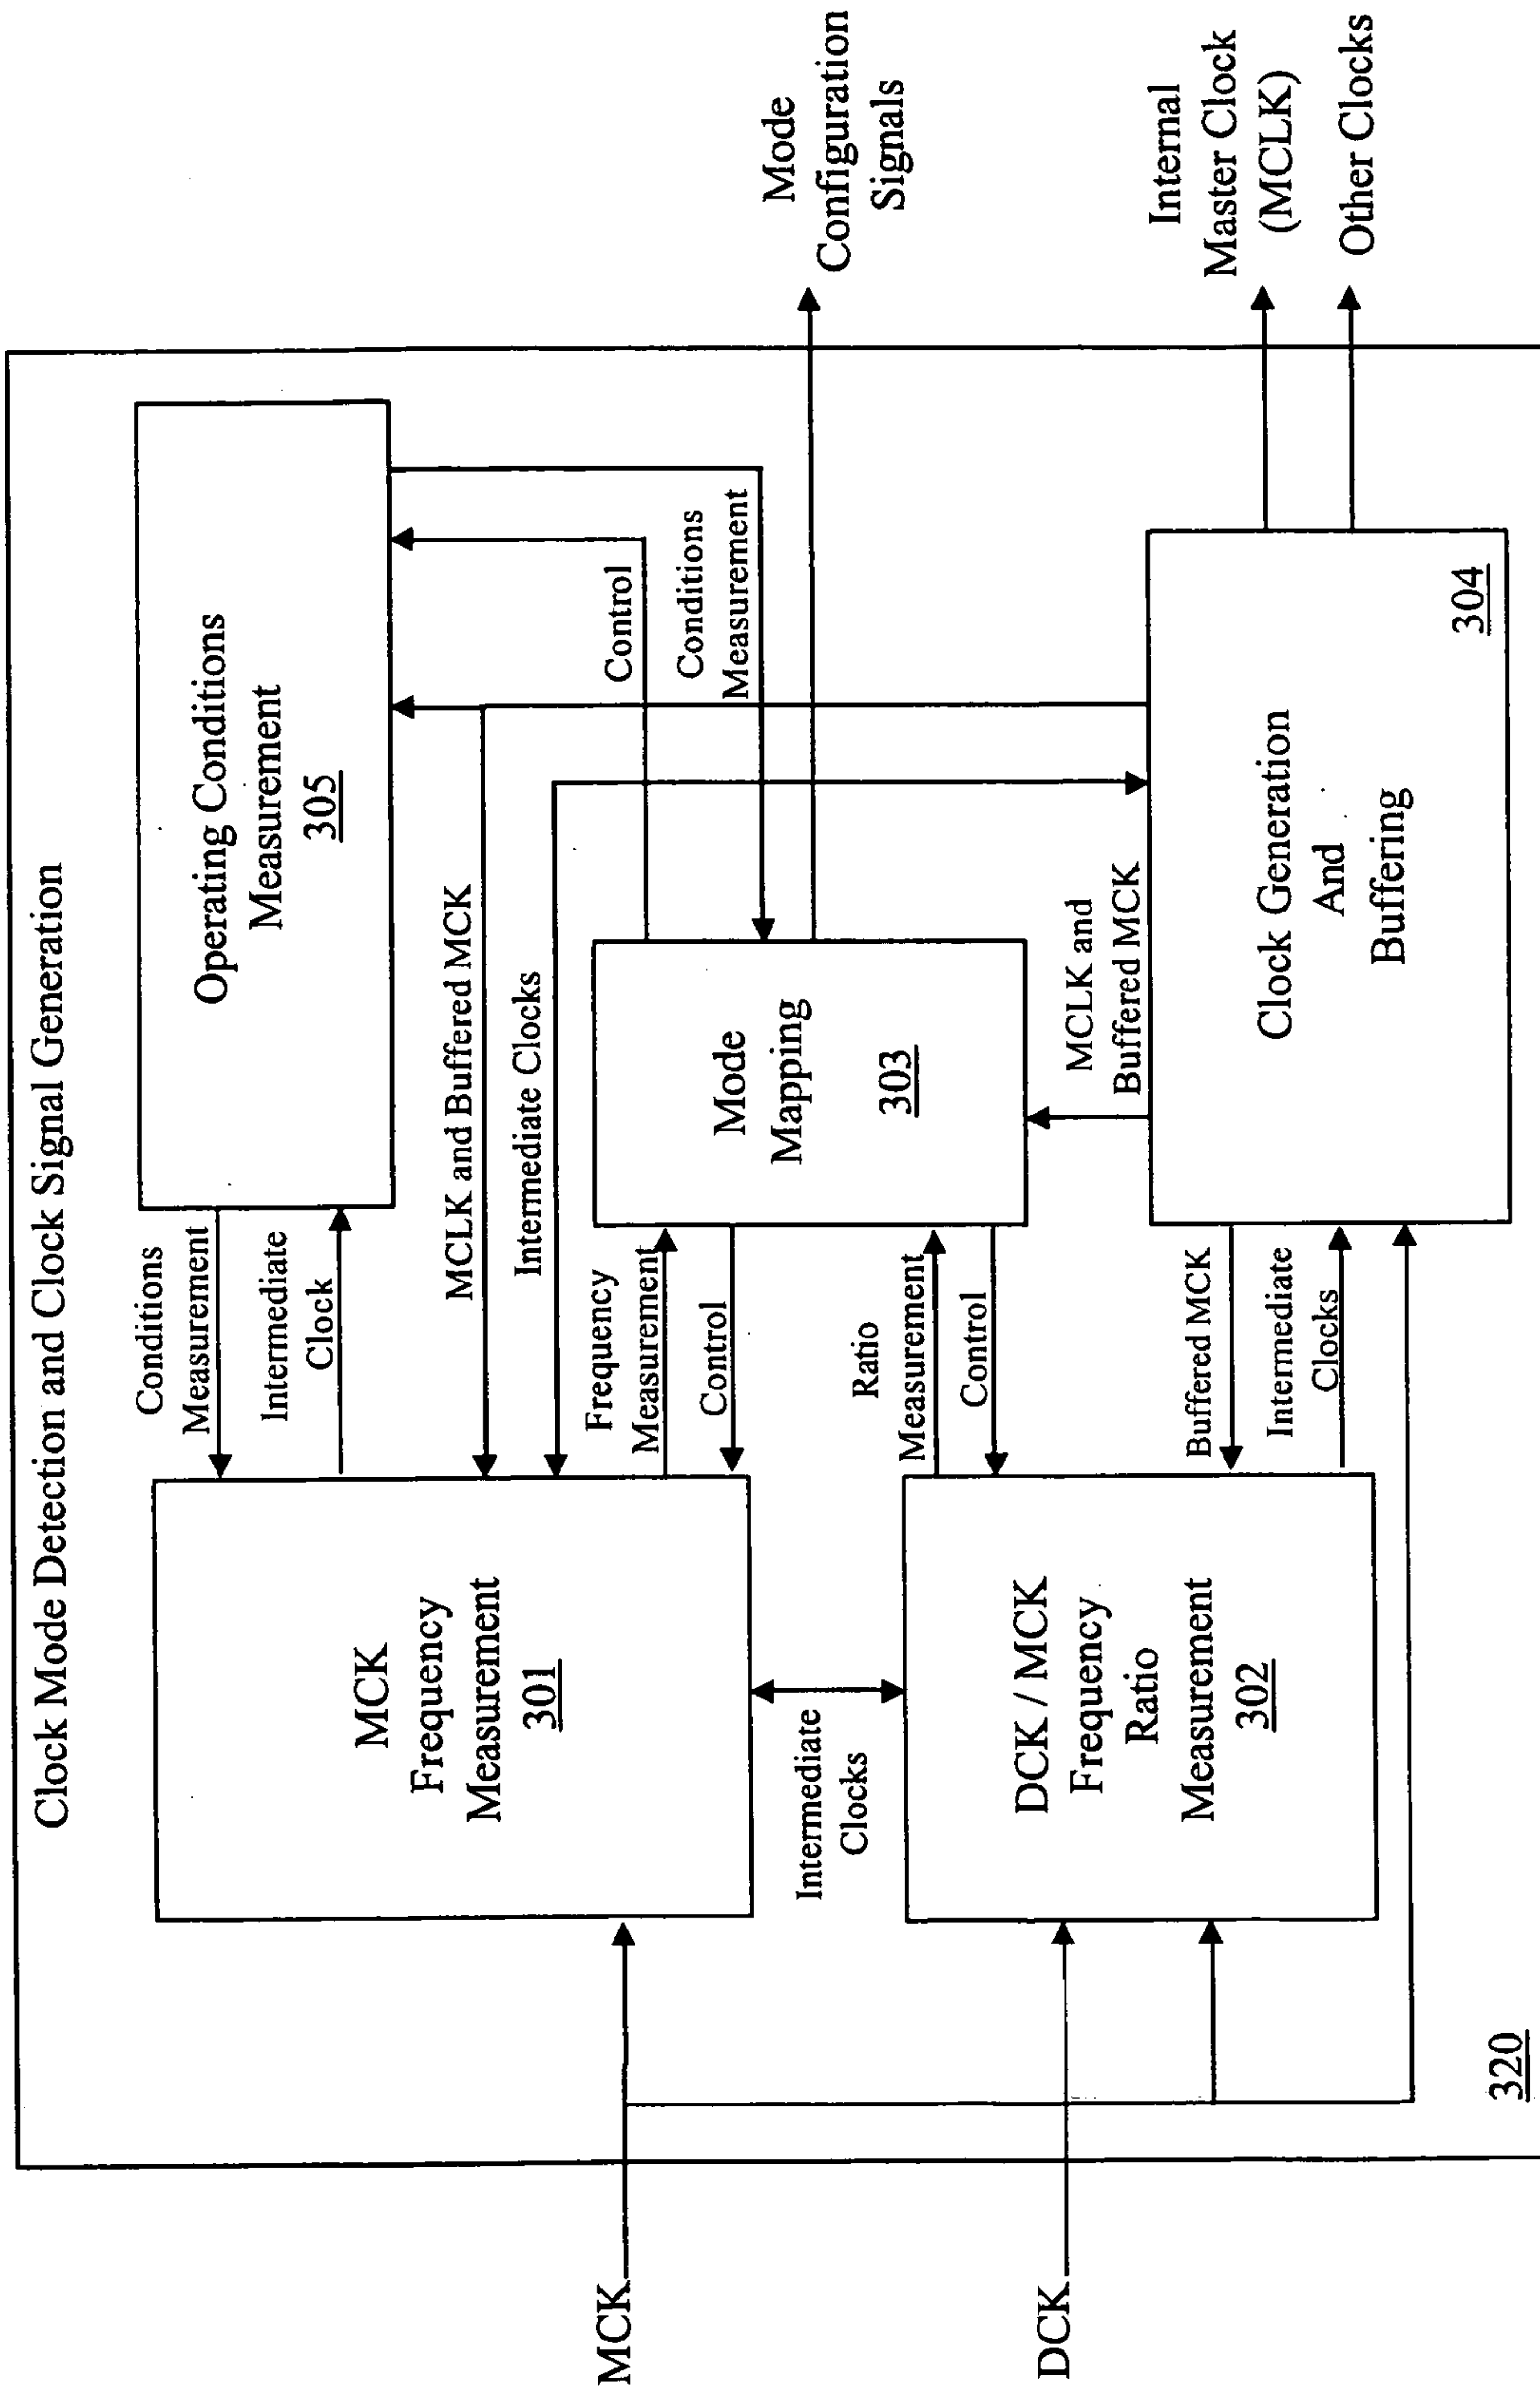 Clock Mode Detection and Clock Signal Generation
MCK
DCK
MCK
Frequency
Measurement
301
Intermediate
Clocks
DCK / MCK
Frequency
Ratio
Measurement
302
Conditions
Measurement
Intermediate
Clock
MCLK and Buffered MCK
Intermediate Clocks
Frequency
Measurement
Control
Ratio
Measurement
Control
Buffered MCK
Intermediate
Clocks
Operating Conditions
Measurement
305
Mode
Mapping
303
Control
Conditions
Measurement
MCLK and
Buffered MCK
Clock Generation
And
Buffering
304
Mode
Configuration
Signals
Internal
Master Clock
(MCLK)
Other Clocks
320